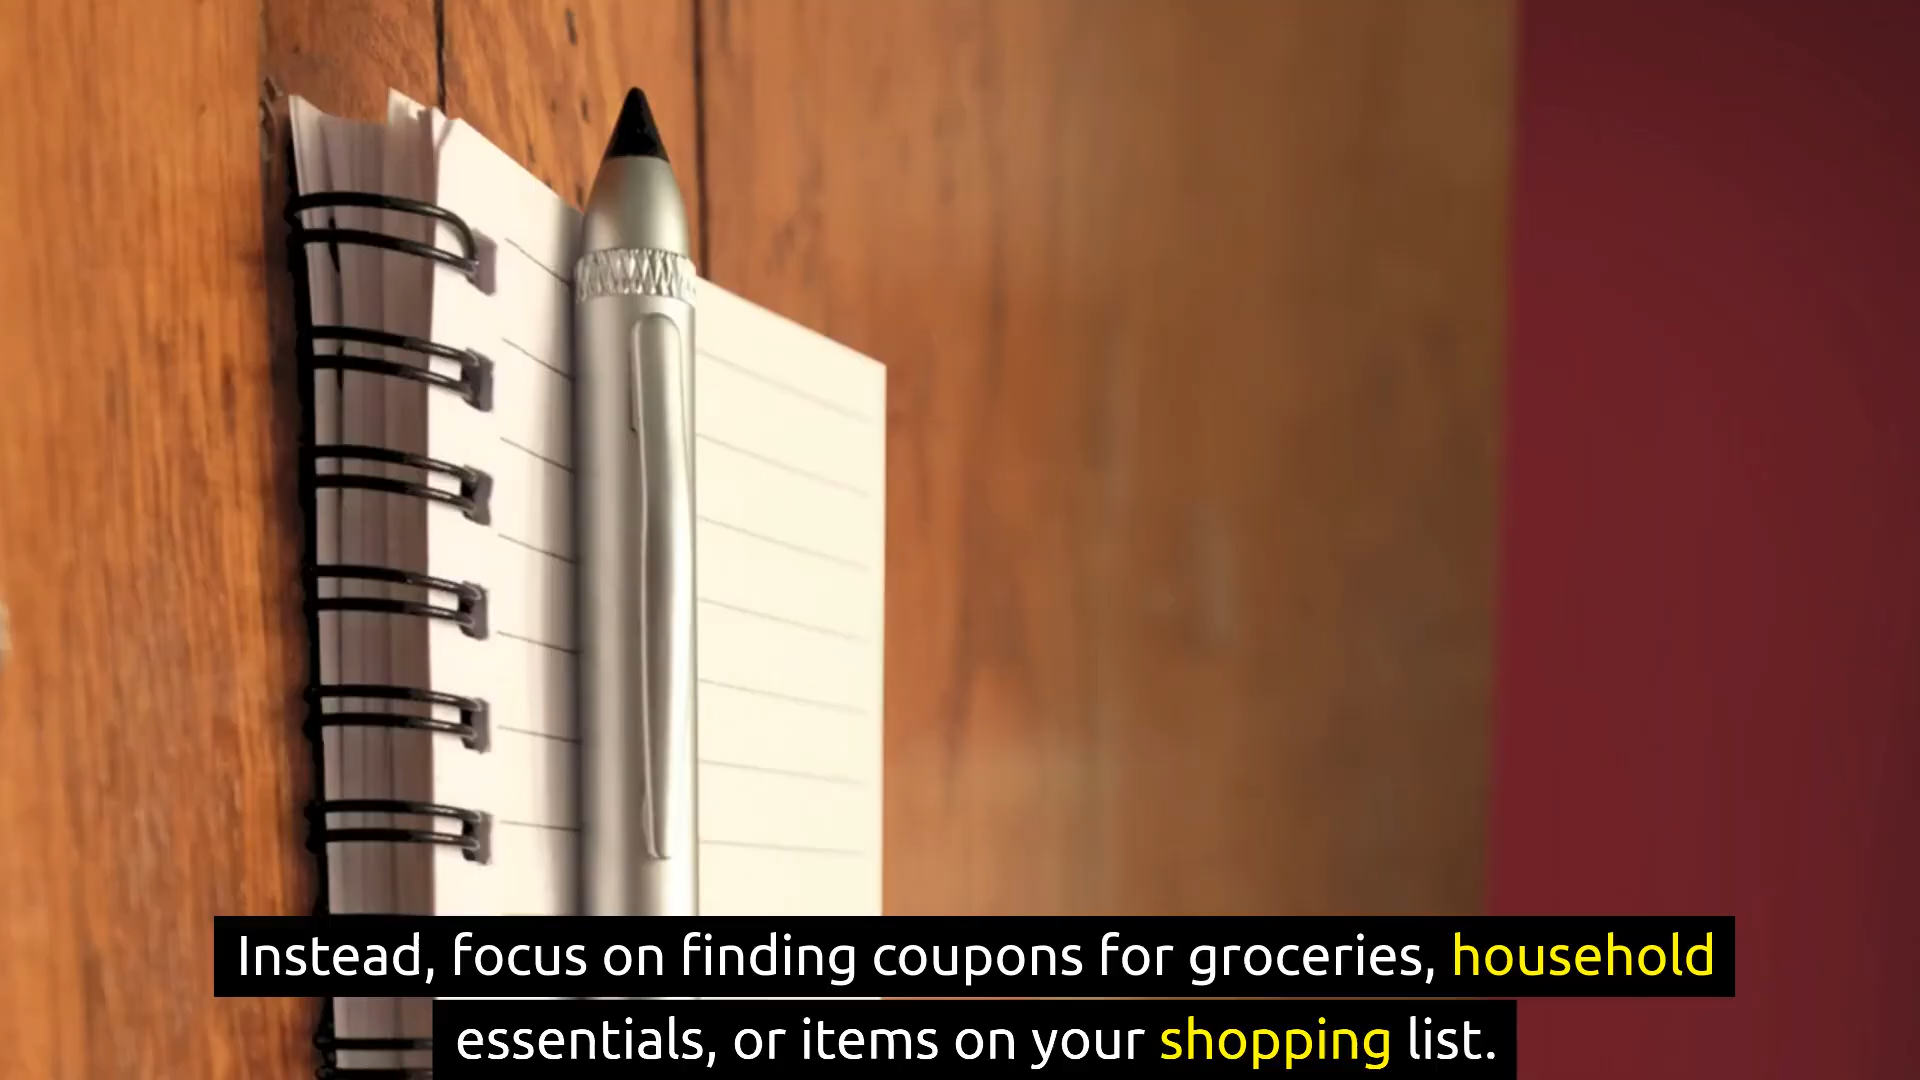 Instead, focus on finding coupons for groceries, household
essentials, or items on your shopping list.